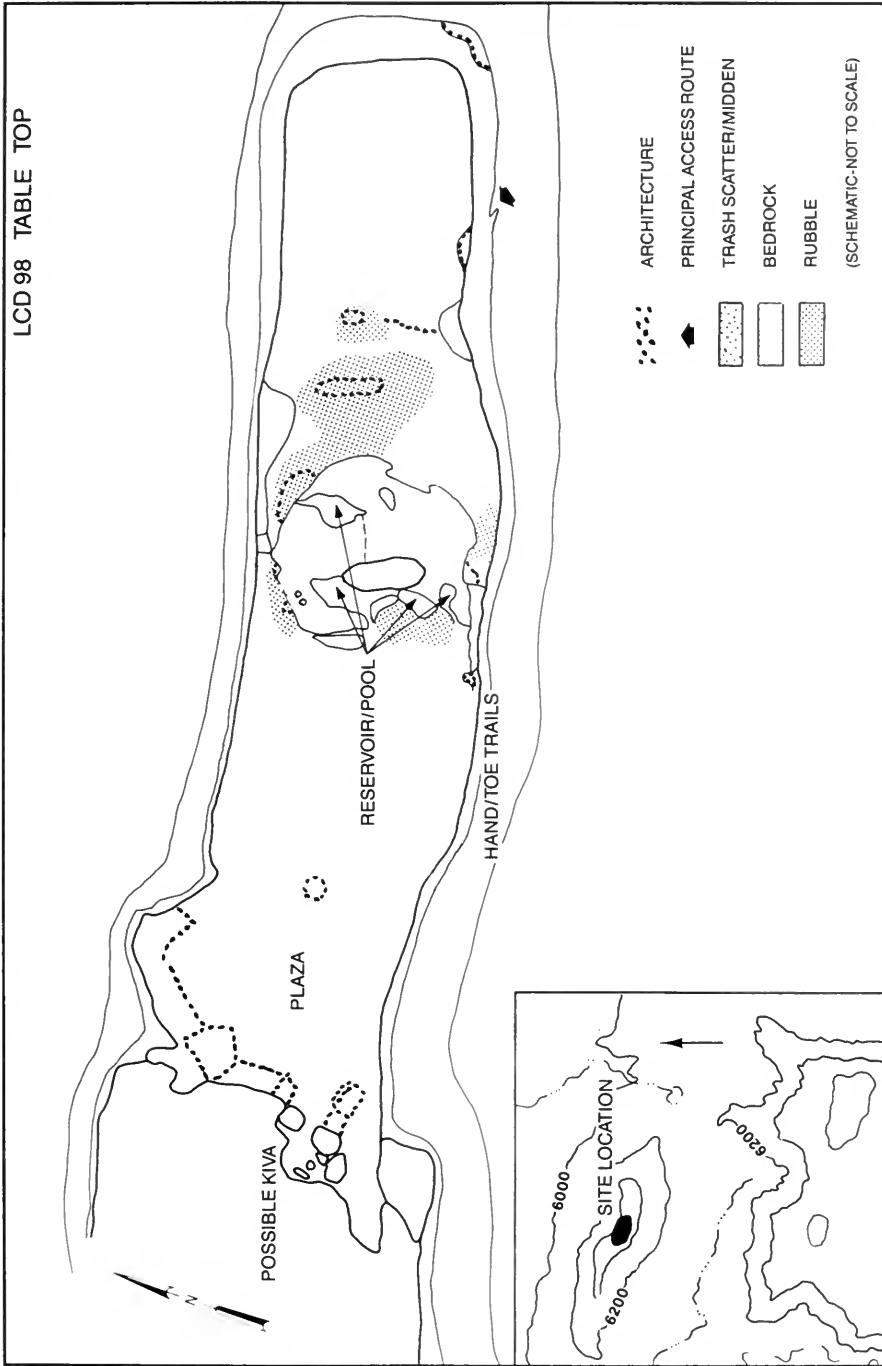 LCD 98 TABLE TOP
POSSIBLE KIVA
PLAZA
RESERVOIR/POOL
HAND/TOE TRAILS
N
ARCHITECTURE
PRINCIPAL ACCESS ROUTE
TRASH SCATTER/MIDDEN
BEDROCK
RUBBLE
(SCHEMATIC-NOT TO SCALE)
6000
SITE LOCATION
6200
6200